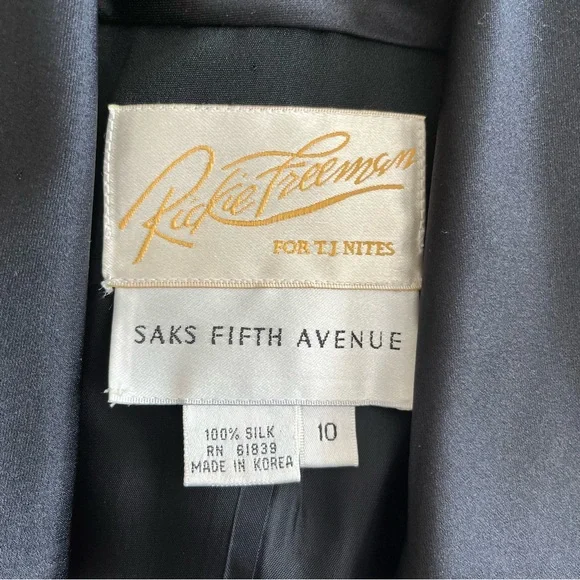 Rickie Freeman
FOR T.J NITES
SAKS FIFTH AVENUE
100% SILK
RN 61839
MADE IN KOREA
10